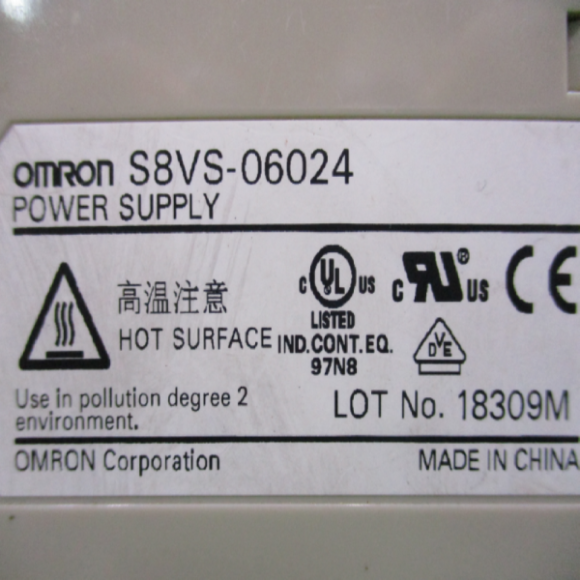 OMRON S8VS-06024
POWER SUPPLY
高温注意
HOT SURFACE
C UL US
LISTED
IND.CONT.EQ.
97N8
C RU ® US
CE
DVE
Use in pollution degree 2
environment.
LOT No. 18309M
OMRON Corporation
MADE IN CHINA